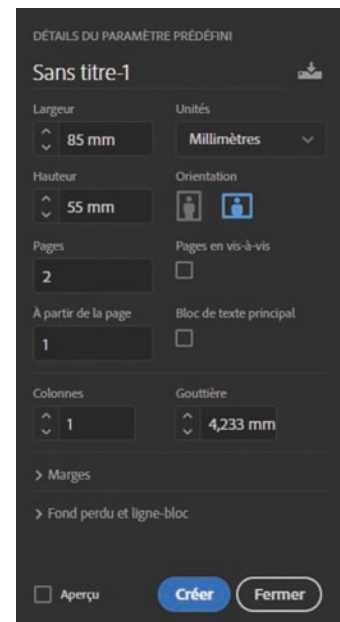 DÉTAILS DU PARAMÈTRE PRÉDÉFINI
Sans titre-1
Largeur Unités
85 mm Millimètres
Hauteur Orientation
55 mm
Pages Pages en vis-à-vis
2
À partir de la page Bloc de texte principal
1
Colonnes Gouttière
1 4,233 mm
> Marges
> Fond perdu et ligne-bloc
Aperçu Créer Fermer